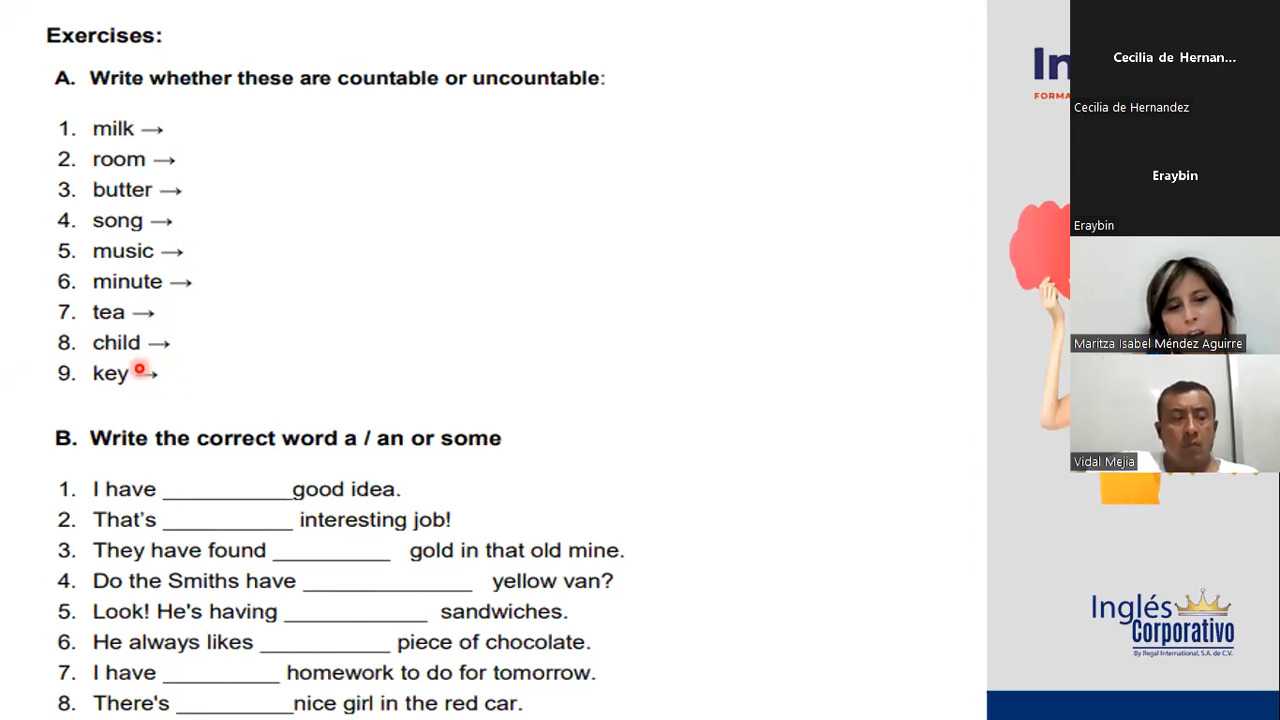 Exercises:
A. Write whether these are countable or uncountable:
1. milk →
2. room →
3. butter →
4. song →
5. music →
6. minute →
7. tea →
8. child →
9. key →
B. Write the correct word a / an or some
1. I have ___________good idea.
2. That's ___________ interesting job!
3. They have found __________ gold in that old mine.
4. Do the Smiths have ______________ yellow van?
5. Look! He's having ____________ sandwiches.
6. He always likes ___________ piece of chocolate.
7. I have __________ homework to do for tomorrow.
8. There's __________nice girl in the red car.
In
FORMA
Cecilia de Hernan...
Cecilia de Hernandez
Eraybin
Eraybin
Maritza Isabel Méndez Aguirre
Vidal Mejia
Inglés
Corporativo
By Regal International, S.A. de C.V.